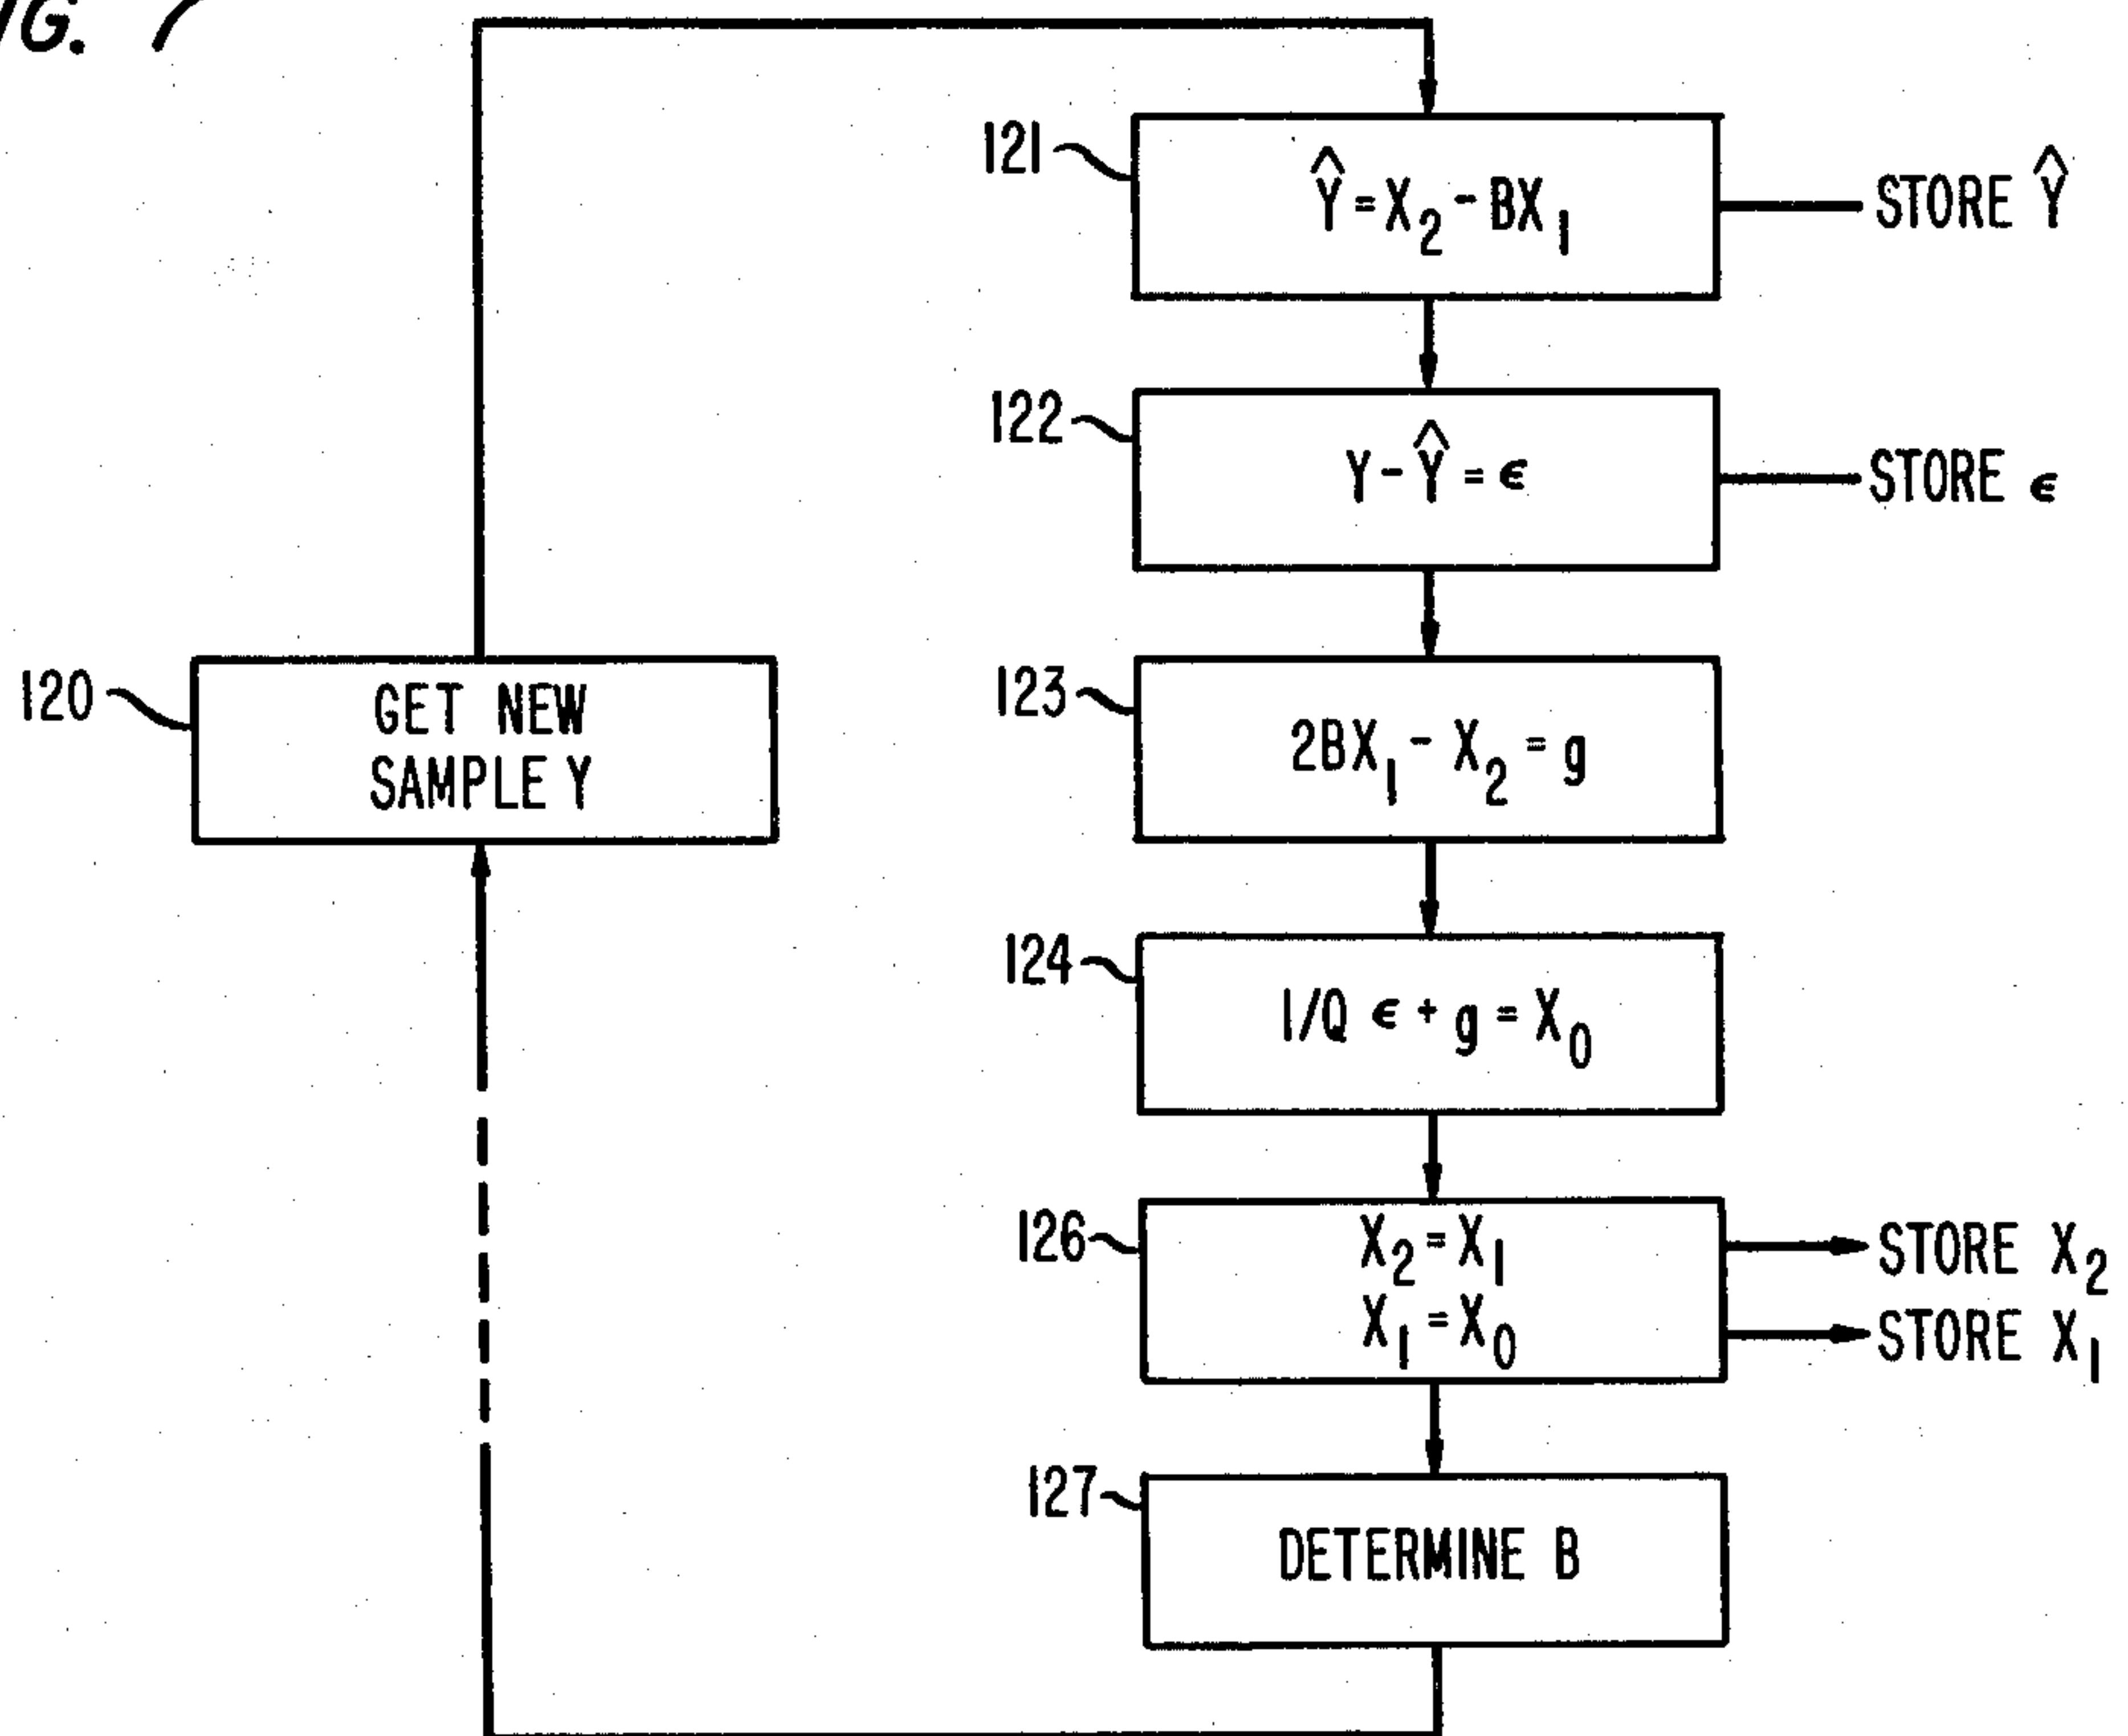 G. 7
121
Ŷ = X₂ - BX₁
STORE Ŷ
122
Y - Ŷ = ϵ
STORE ϵ
120
GET NEW
SAMPLE Y
123
2BX₁ - X₂ = g
124
1/Q ϵ + g = X₀
126
X₂ = X₁
X₁ = X₀
STORE X₂
STORE X₁
127
DETERMINE B